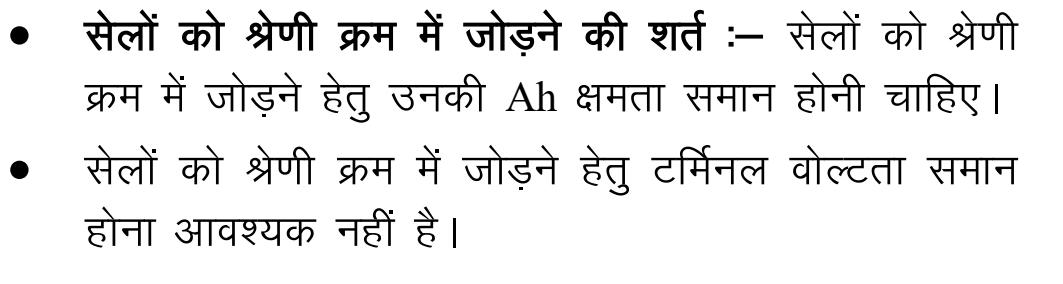 • सेलों को श्रेणी क्रम में जोड़ने की शर्त :– सेलों को श्रेणी
क्रम में जोड़ने हेतु उनकी Ah क्षमता समान होनी चाहिए।
• सेलों को श्रेणी क्रम में जोड़ने हेतु टर्मिनल वोल्टता समान
होना आवश्यक नहीं है।